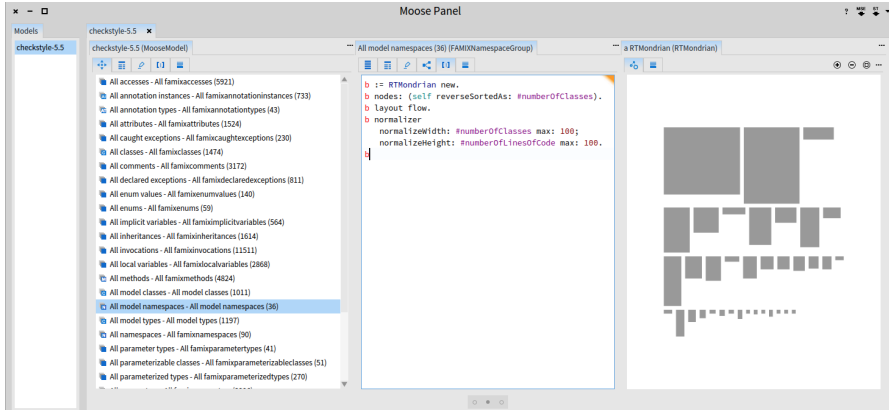 Moose Panel
? MSE ST
Models
checkstyle-5.5
checkstyle-5.5
checkstyle-5.5 (MooseModel)
All accesses - All famixaccesses (5921)
All annotation instances - All famixannotationinstances (733)
All annotation types - All famixannotationtypes (43)
All attributes - All famixattributes (1524)
All caught exceptions - All famixcaughtexceptions (230)
All classes - All famixclasses (1474)
All comments - All famixcomments (3172)
All declared exceptions - All famixdeclaredexceptions (811)
All enum values - All famixenumvalues (140)
All enums - All famixenums (59)
All implicit variables - All famiximplicitvariables (564)
All inheritances - All famixinheritances (1614)
All invocations - All famixinvocations (11511)
All local variables - All famixlocalvariables (2868)
All methods - All famixmethods (4824)
All model classes - All model classes (1011)
All model namespaces - All model namespaces (36)
All model types - All model types (1197)
All namespaces - All famixnamespaces (90)
All parameter types - All famixparametertypes (41)
All parameterizable classes - All famixparameterizableclasses (51)
All parameterized types - All famixparameterizedtypes (270)
All model namespaces (36) (FAMIXNamespaceGroup)
b := RTMondrian new.
b nodes: (self reverseSortedAs: #numberOfClasses).
b layout flow.
b normalizer
normalizeWidth: #numberOfClasses max: 100;
normalizeHeight: #numberOfLinesOfCode max: 100.
b
a RTMondrian (RTMondrian)